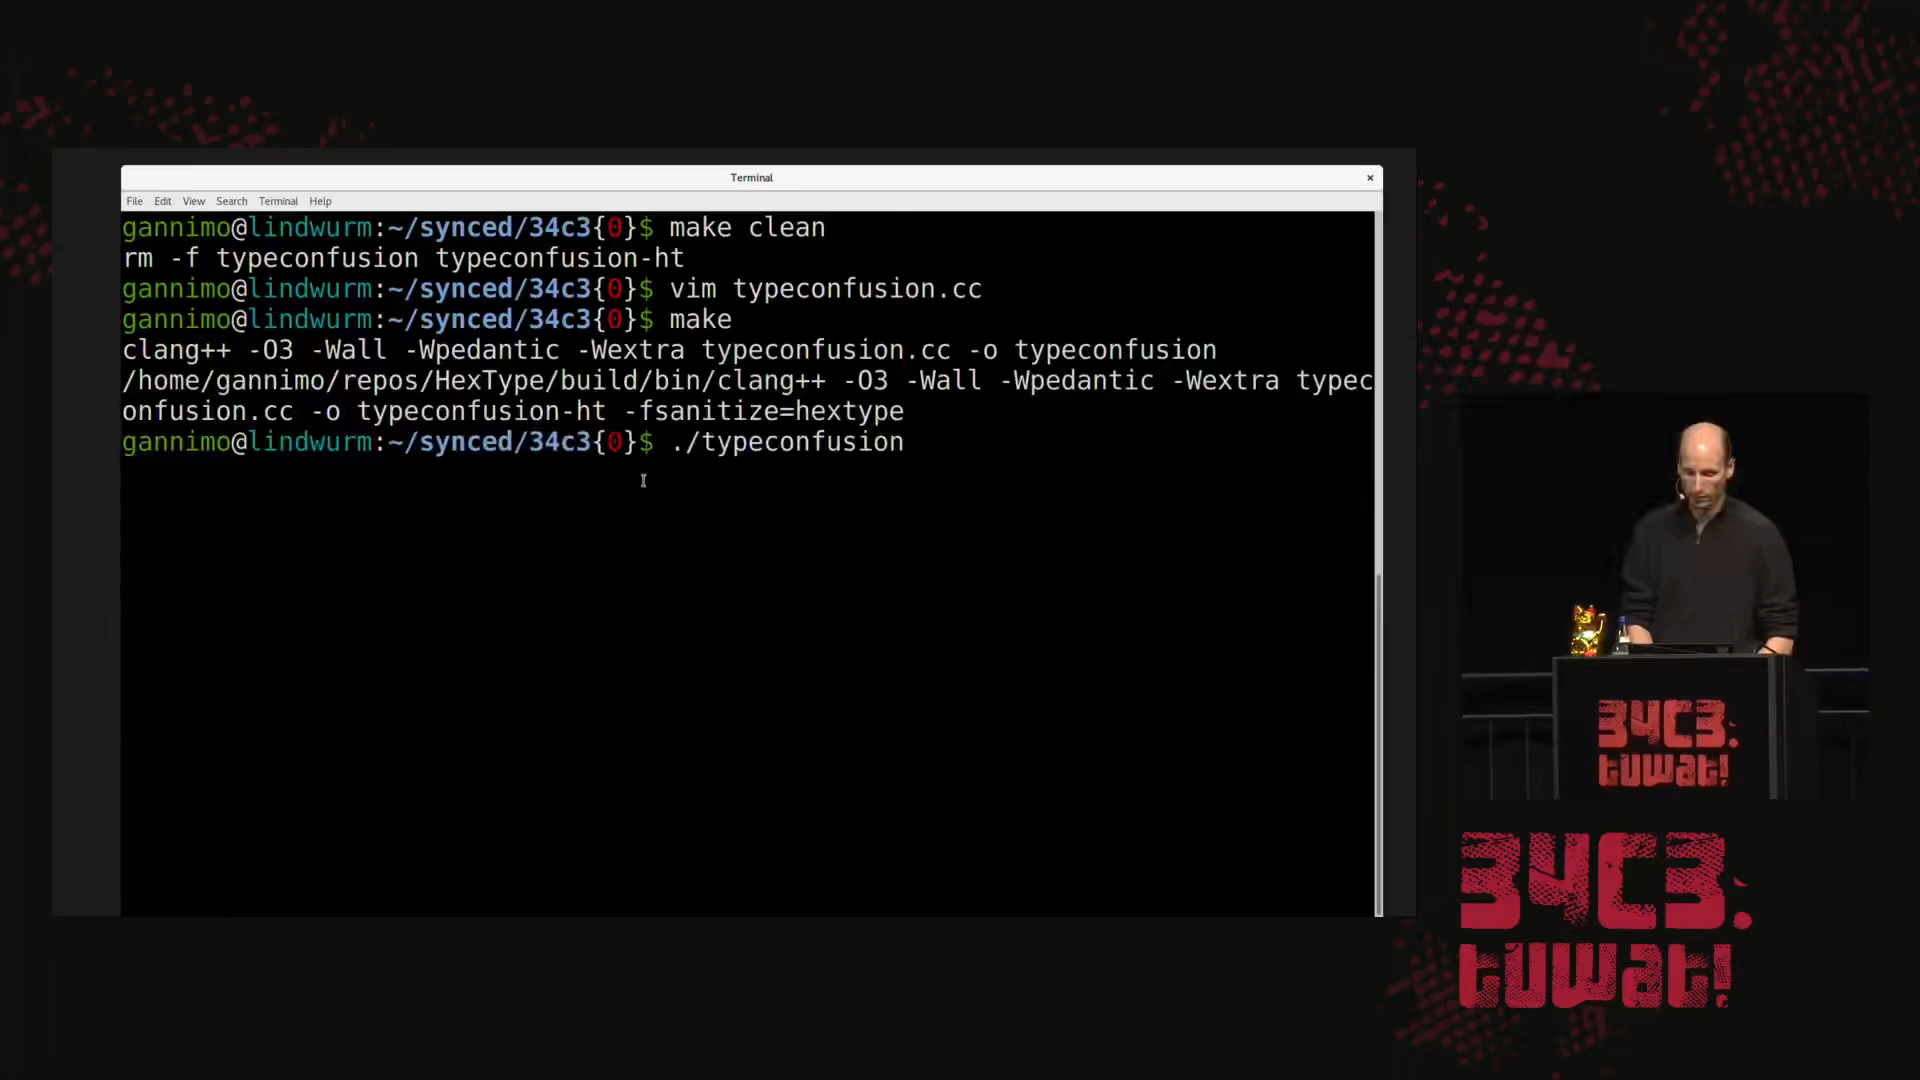 Terminal
×
File Edit View Search Terminal Help
gannimo@lindwurm:~/synced/34c3{0}$ make clean
rm -f typeconfusion typeconfusion-ht
gannimo@lindwurm:~/synced/34c3{0}$ vim typeconfusion.cc
gannimo@lindwurm:~/synced/34c3{0}$ make
clang++ -O3 -Wall -Wpedantic -Wextra typeconfusion.cc -o typeconfusion
/home/gannimo/repos/HexType/build/bin/clang++ -O3 -Wall -Wpedantic -Wextra typec
onfusion.cc -o typeconfusion-ht -fsanitize=hextype
gannimo@lindwurm:~/synced/34c3{0}$ ./typeconfusion
34C3.
tuwat!
34C3.
tuwat!